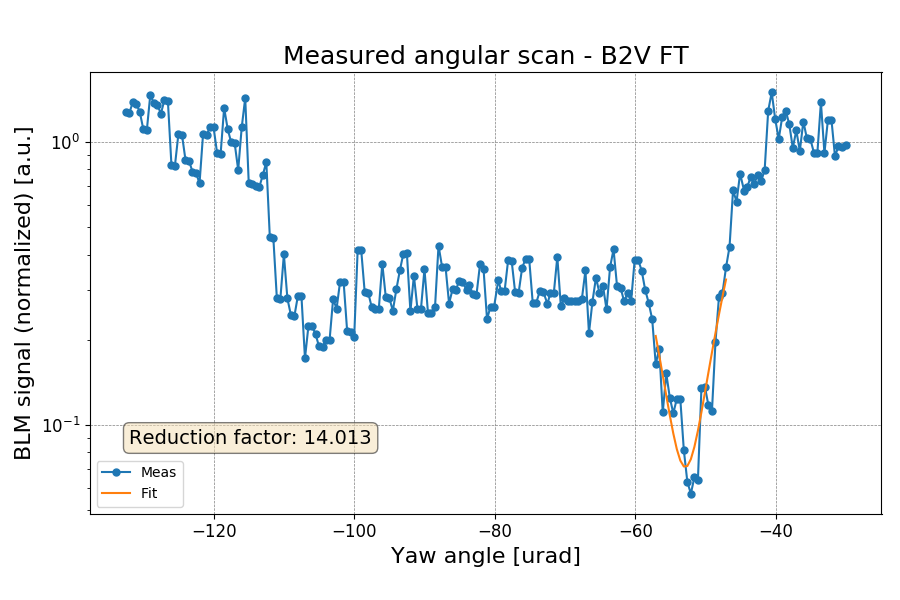 Measured angular scan - B2V FT
BLM signal (normalized) [a.u.]
10⁰
10⁻¹
Reduction factor: 14.013
Meas
Fit
−120
−100
−80
−60
−40
Yaw angle [urad]